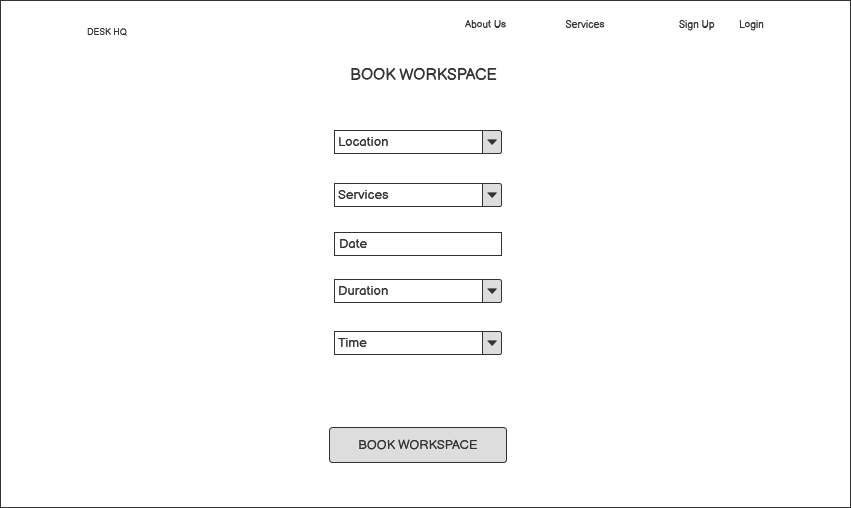 DESK HQ
About Us
Services
Sign Up
Login
BOOK WORKSPACE
Location
Services
Date
Duration
Time
BOOK WORKSPACE